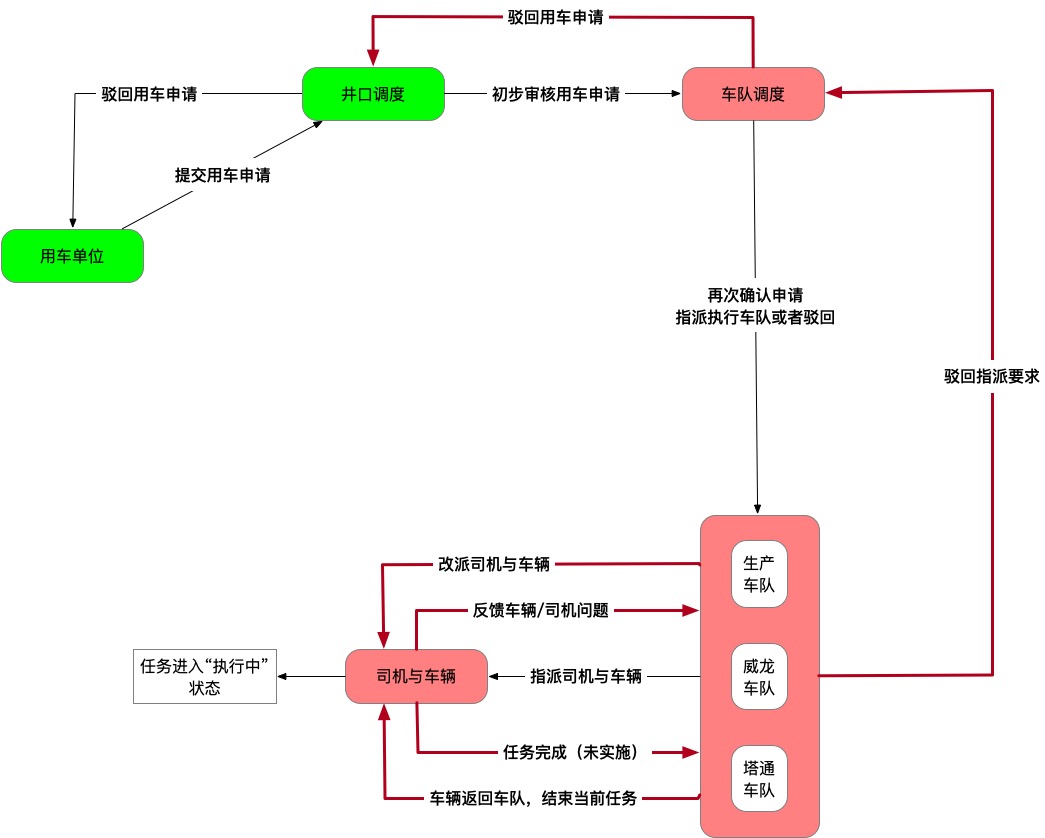 驳回用车申请
驳回用车申请
井口调度
初步审核用车申请
车队调度
提交用车申请
用车单位
再次确认申请
指派执行车队或者驳回
驳回指派要求
改派司机与车辆
生产
车队
反馈车辆/司机问题
任务进入“执行中”
状态
司机与车辆
指派司机与车辆
威龙
车队
任务完成（未实施）
塔通
车队
车辆返回车队，结束当前任务